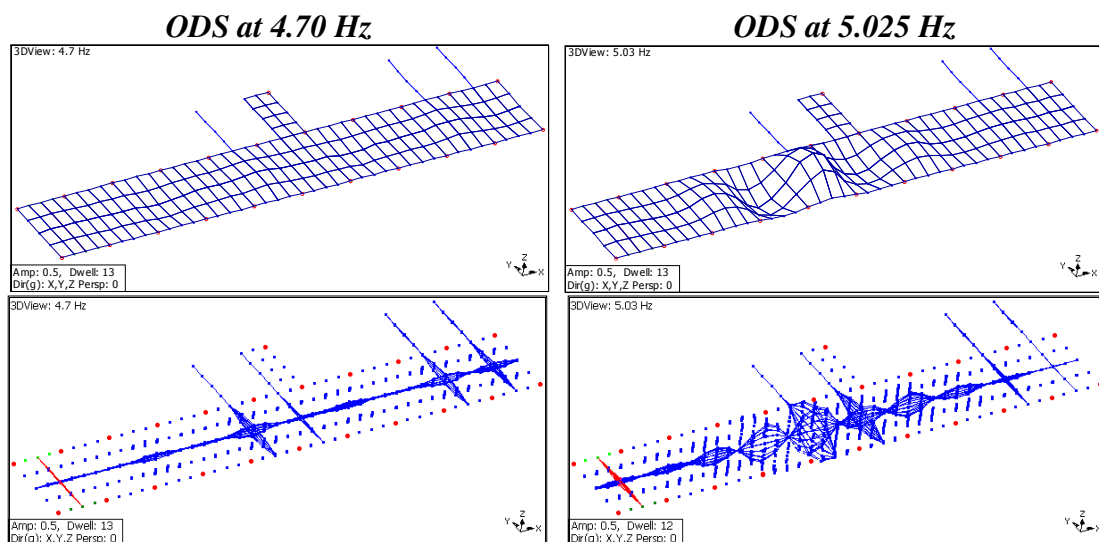 ODS at 4.70 Hz
ODS at 5.025 Hz
3DView: 4.7 Hz
Y Z X
Amp: 0.5, Dwell: 13
Dir(g): X,Y,Z Persp: 0
3DView: 5.03 Hz
Y Z X
Amp: 0.5, Dwell: 13
Dir(g): X,Y,Z Persp: 0
3DView: 4.7 Hz
Y Z X
Amp: 0.5, Dwell: 13
Dir(g): X,Y,Z Persp: 0
3DView: 5.03 Hz
Y Z X
Amp: 0.5, Dwell: 12
Dir(g): X,Y,Z Persp: 0